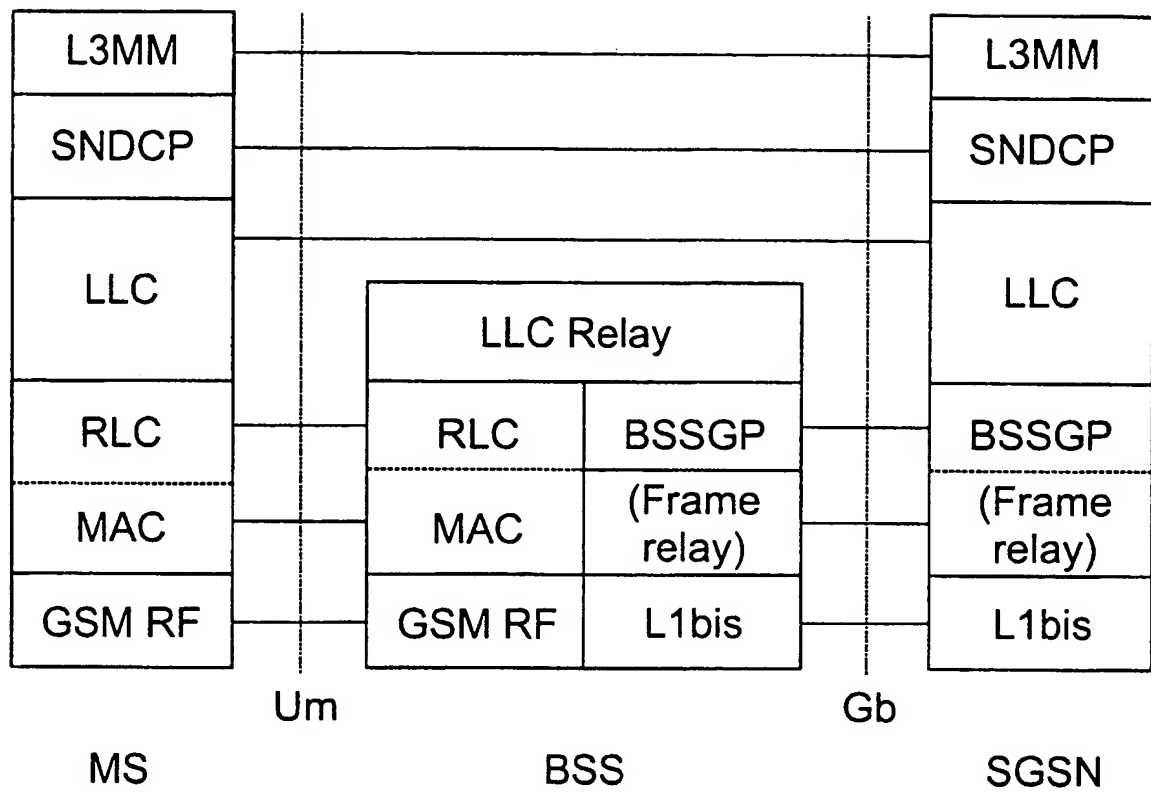 L3MM
L3MM
SNDCP
SNDCP
LLC
LLC
LLC Relay
RLC
RLC
BSSGP
BSSGP
MAC
MAC
(Frame
relay)
(Frame
relay)
GSM RF
GSM RF
L1bis
L1bis
Um
Gb
MS
BSS
SGSN